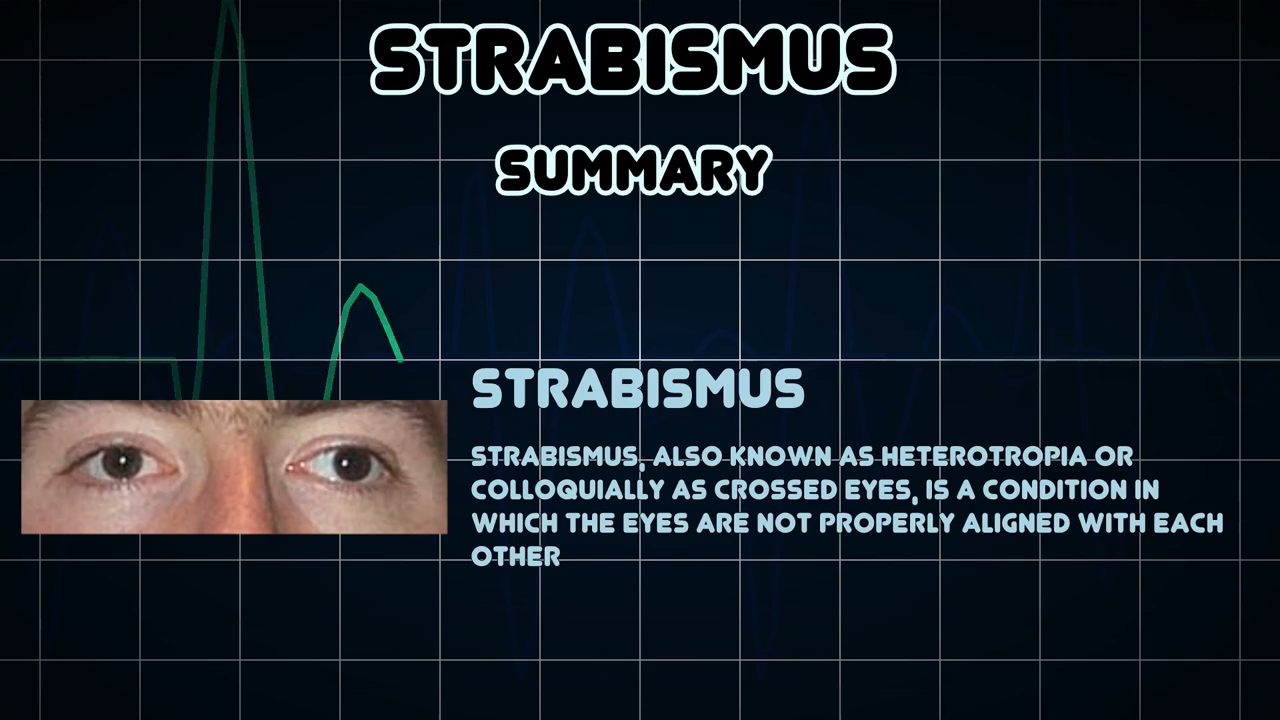 STRABISMUS
SUMMARY
STRABISMUS
STRABISMUS, ALSO KNOWN AS HETEROTROPIA OR
COLLOQUIALLY AS CROSSED EYES, IS A CONDITION IN
WHICH THE EYES ARE NOT PROPERLY ALIGNED WITH EACH
OTHER